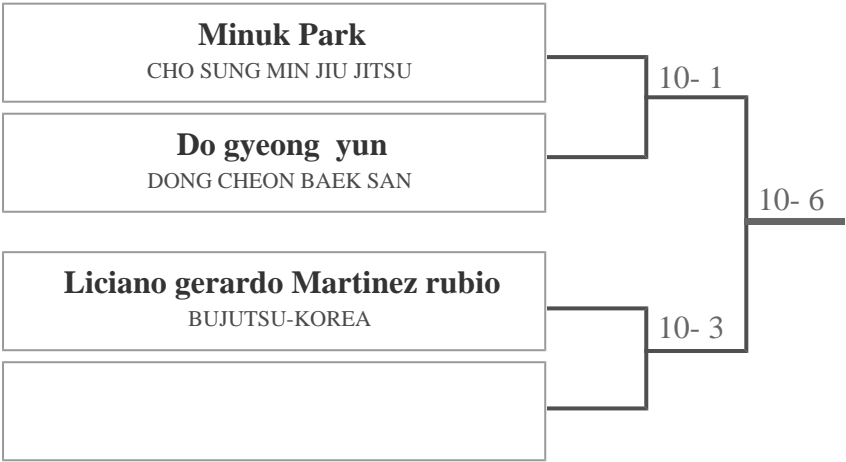 Minuk Park
CHO SUNG MIN JIU JITSU
10- 1
Do gyeong  yun
DONG CHEON BAEK SAN
10- 6
Liciano gerardo Martinez rubio
BUJUTSU-KOREA
10- 3